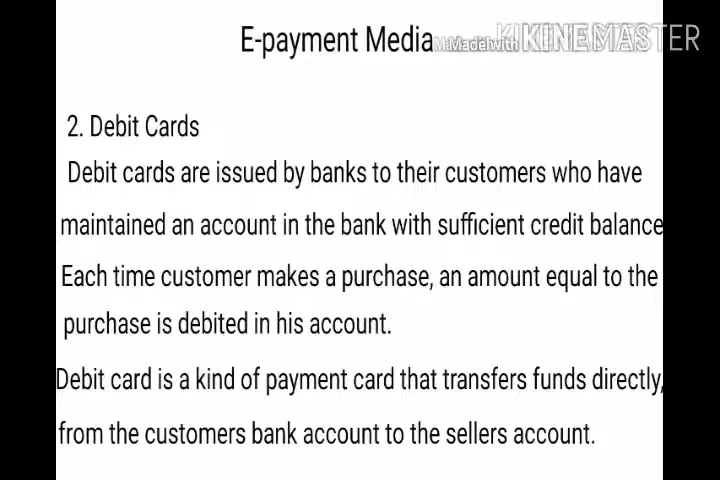 E-payment Media
Made with KINEMASTER
2. Debit Cards
Debit cards are issued by banks to their customers who have
maintained an account in the bank with sufficient credit balance
Each time customer makes a purchase, an amount equal to the
purchase is debited in his account.
Debit card is a kind of payment card that transfers funds directly,
from the customers bank account to the sellers account.